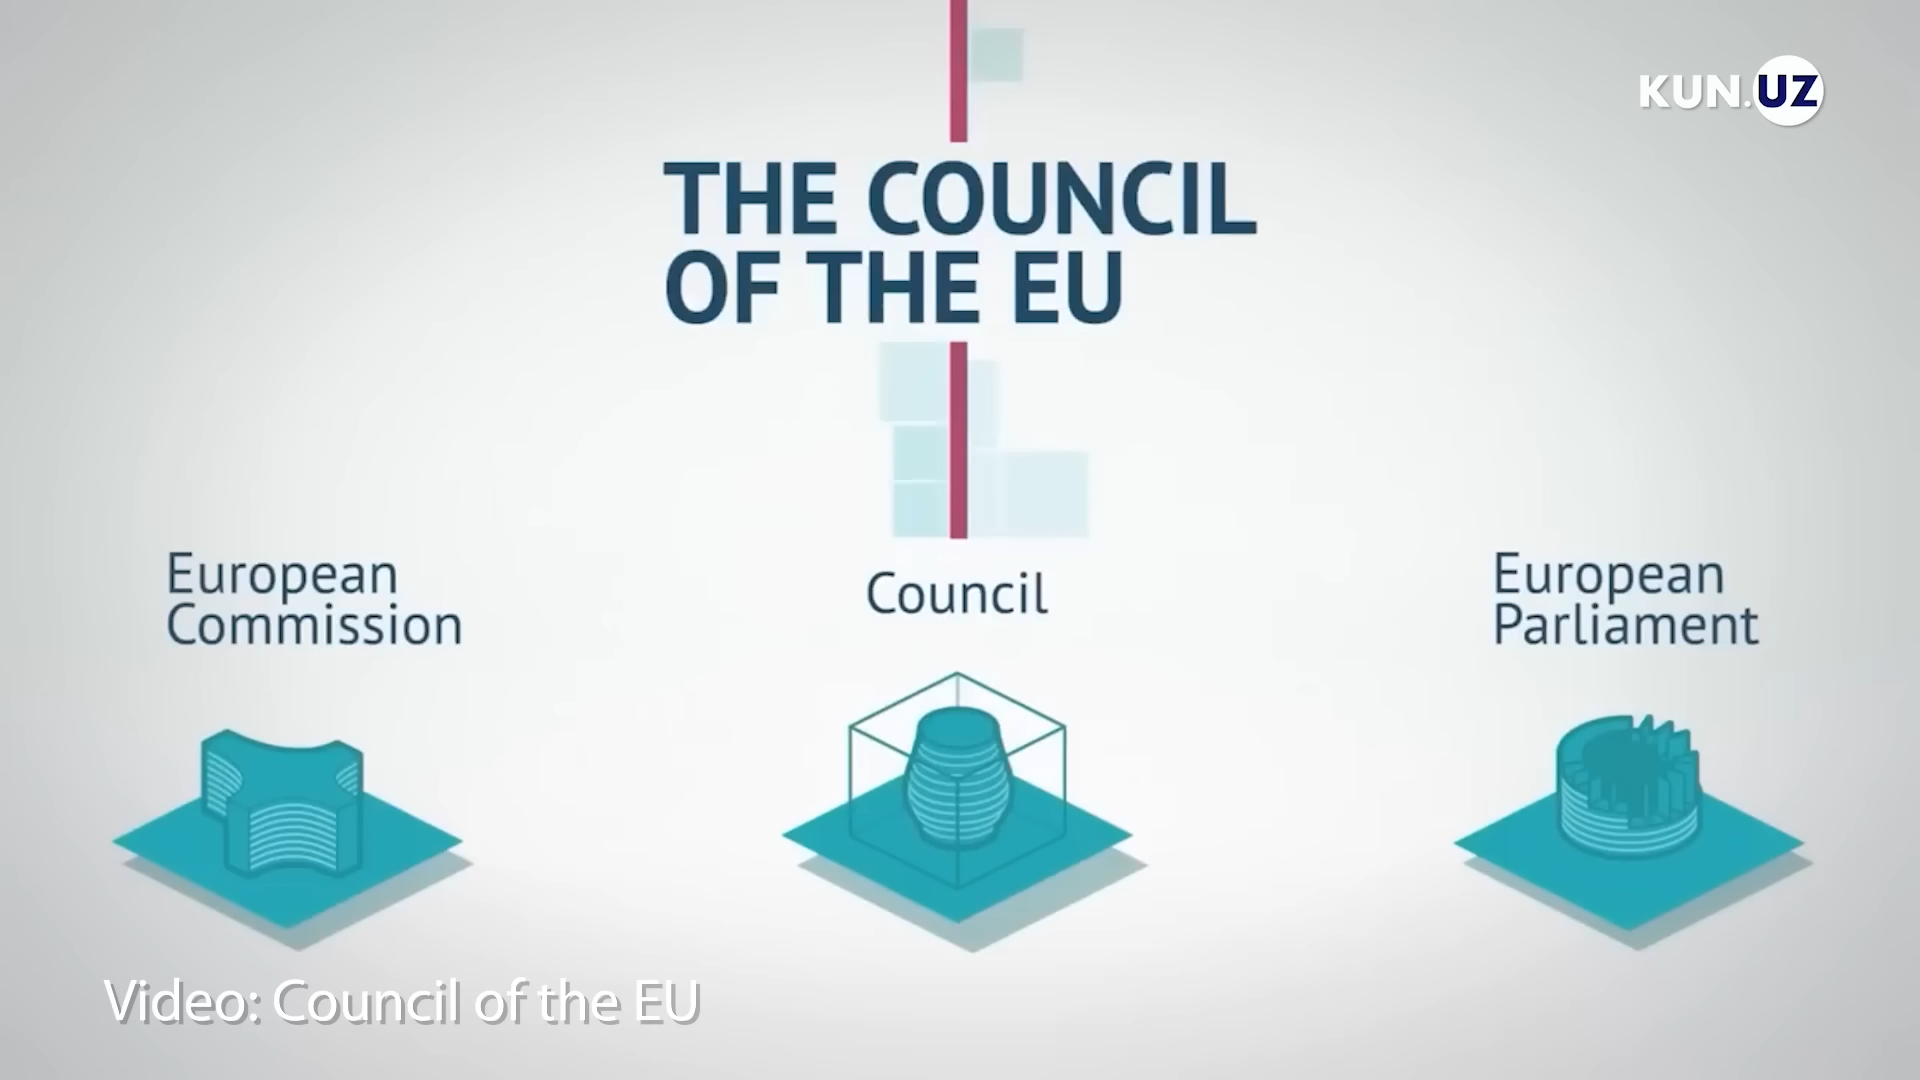 KUN.UZ
THE COUNCIL
OF THE EU
European
Commission
Council
European
Parliament
Video: Council of the EU